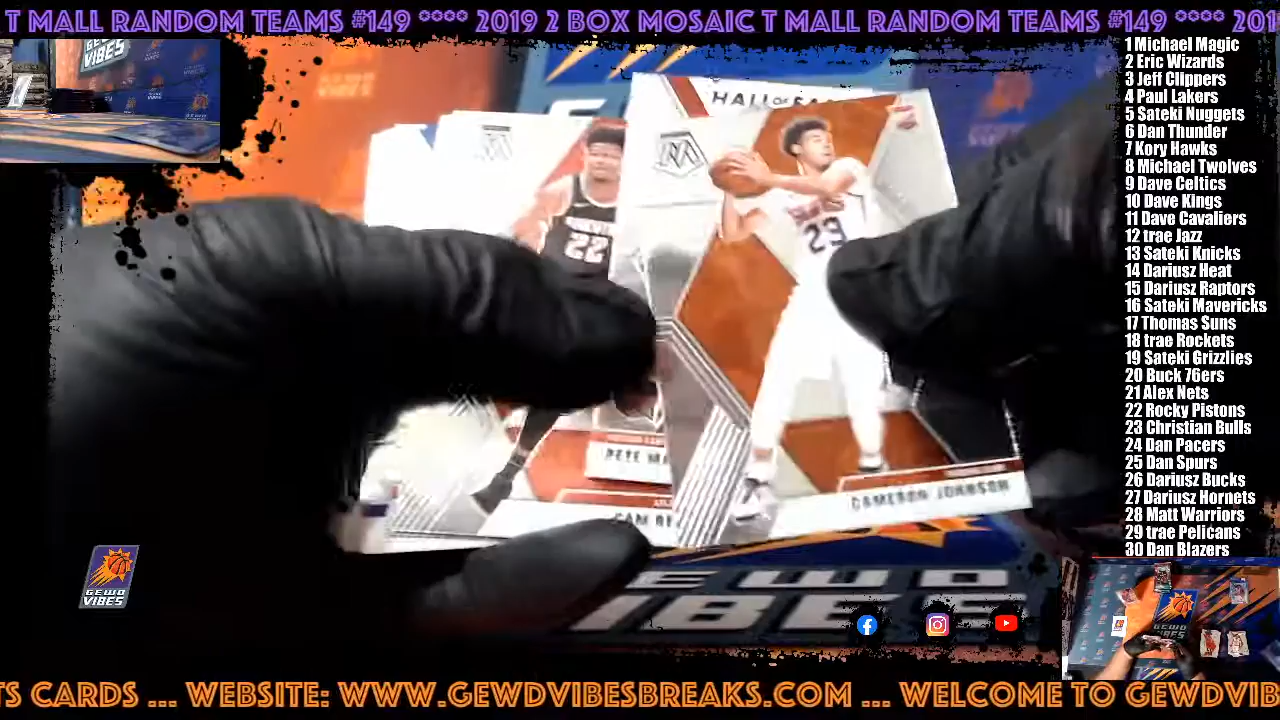 T MALL RANDOM TEAMS #149 **** 2019 2 BOX MOSAIC T MALL RANDOM TEAMS #149 **** 201
1 Michael Magic
2 Eric Wizards
3 Jeff Clippers
4 Paul Lakers
5 Sateki Nuggets
6 Dan Thunder
7 Kory Hawks
8 Michael Twolves
9 Dave Celtics
10 Dave Kings
11 Dave Cavaliers
12 trae Jazz
13 Sateki Knicks
14 Dariusz Heat
15 Dariusz Raptors
16 Sateki Mavericks
17 Thomas Suns
18 trae Rockets
19 Sateki Grizzlies
20 Buck 76ers
21 Alex Nets
22 Rocky Pistons
23 Christian Bulls
24 Dan Pacers
25 Dan Spurs
26 Dariusz Bucks
27 Dariusz Hornets
28 Matt Warriors
29 trae Pelicans
30 Dan Blazers
GEWD
VIBES
HALL OF
29
22
PETE
CAM
CAMERON JOHNSON
GEWD
VIBES
EWD
IBES
TS CARDS ... WEBSITE: WWW.GEWDVIBESBREAKS.COM ... WELCOME TO GEWDVIB